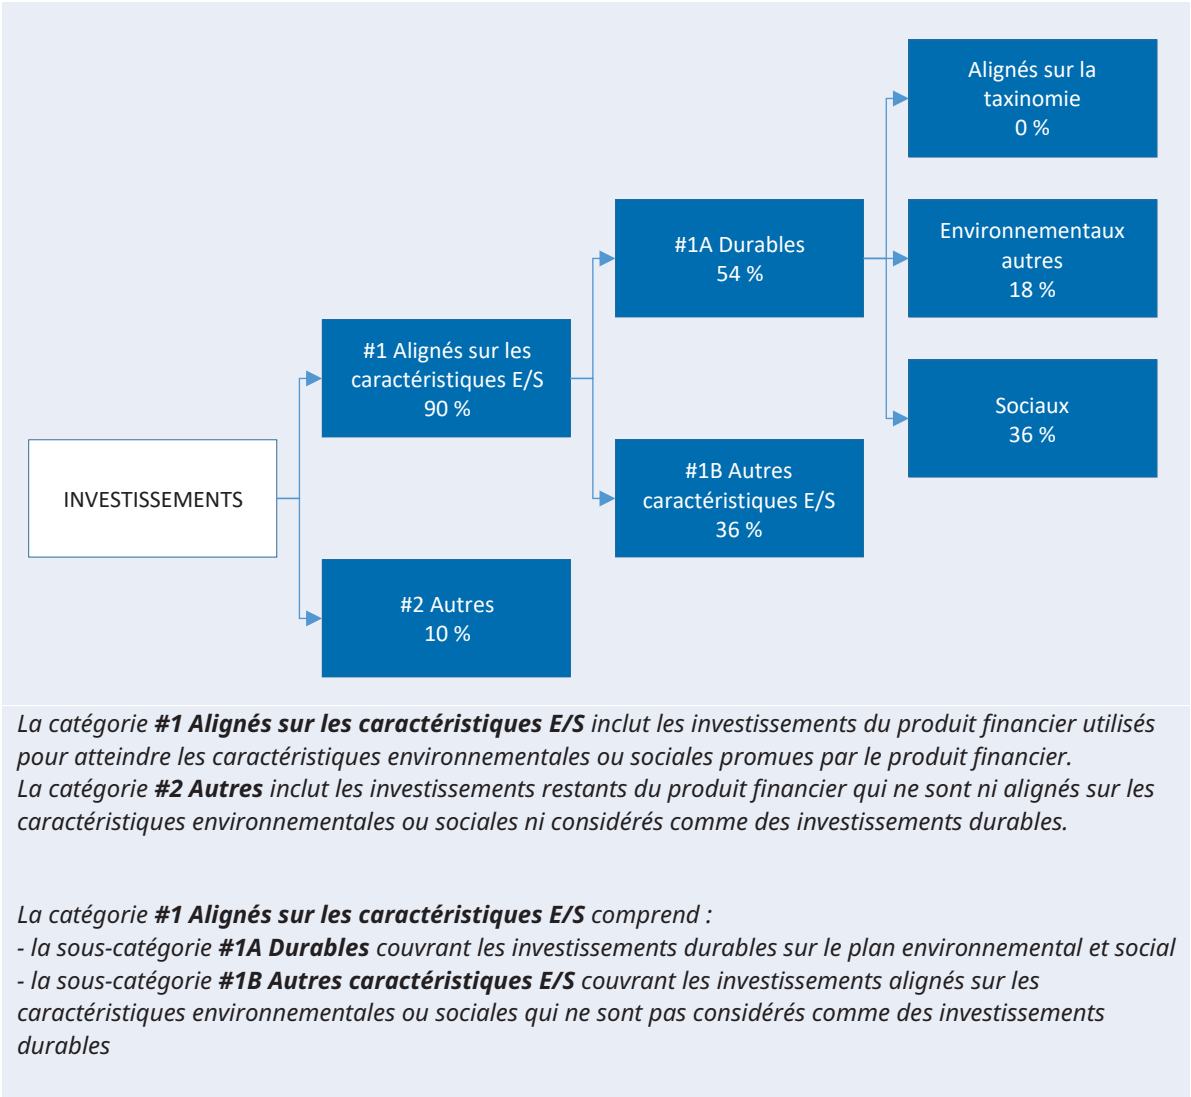 Alignés sur la
taxinomie
0 %
#1A Durables
54 %
Environnementaux
autres
18 %
#1 Alignés sur les
caractéristiques E/S
90 %
Sociaux
36 %
INVESTISSEMENTS
#1B Autres
caractéristiques E/S
36 %
#2 Autres
10 %
La catégorie #1 Alignés sur les caractéristiques E/S inclut les investissements du produit financier utilisés
pour atteindre les caractéristiques environnementales ou sociales promues par le produit financier.
La catégorie #2 Autres inclut les investissements restants du produit financier qui ne sont ni alignés sur les
caractéristiques environnementales ou sociales ni considérés comme des investissements durables.
La catégorie #1 Alignés sur les caractéristiques E/S comprend :
- la sous-catégorie #1A Durables couvrant les investissements durables sur le plan environnemental et social
- la sous-catégorie #1B Autres caractéristiques E/S couvrant les investissements alignés sur les
caractéristiques environnementales ou sociales qui ne sont pas considérés comme des investissements
durables